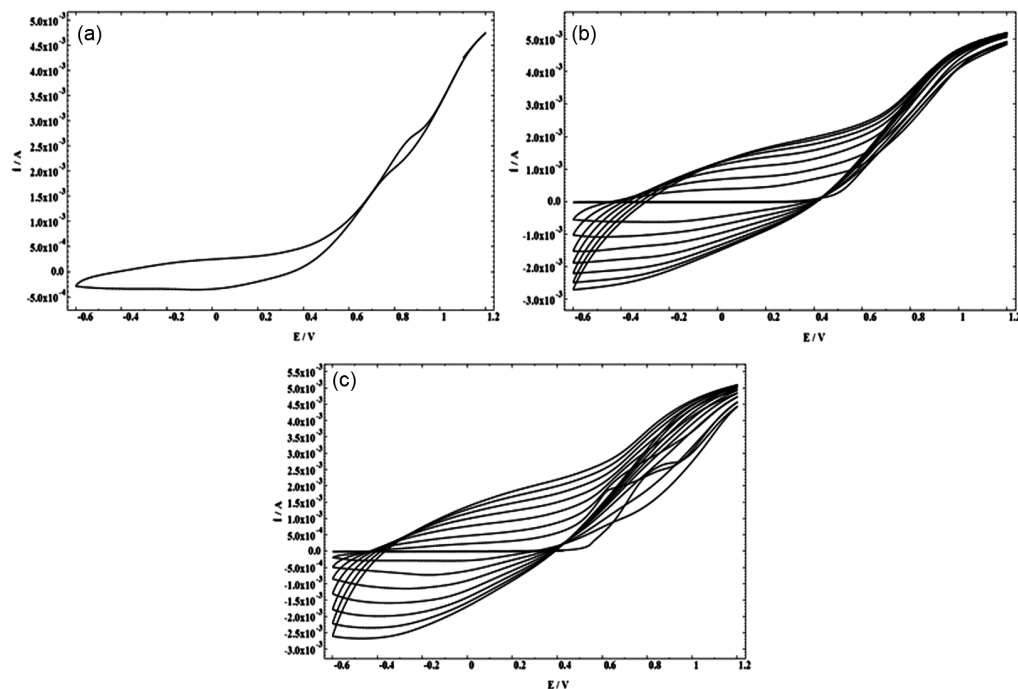 (a)
5.0x10⁻³
4.5x10⁻³
4.0x10⁻³
3.5x10⁻³
3.0x10⁻³
2.5x10⁻³
2.0x10⁻³
1.5x10⁻³
1.0x10⁻³
5.0x10⁻⁴
0.0
-5.0x10⁻⁴
I / A
-0.6 -0.4 -0.2 0 0.2 0.4 0.6 0.8 1 1.2
E / V
(b)
5.0x10⁻³
4.0x10⁻³
3.0x10⁻³
2.0x10⁻³
1.0x10⁻³
0.0
-1.0x10⁻³
-2.0x10⁻³
-3.0x10⁻³
I / A
-0.6 -0.4 -0.2 0 0.2 0.4 0.6 0.8 1 1.2
E / V
(c)
5.5x10⁻³
5.0x10⁻³
4.5x10⁻³
4.0x10⁻³
3.5x10⁻³
3.0x10⁻³
2.5x10⁻³
2.0x10⁻³
1.5x10⁻³
1.0x10⁻³
5.0x10⁻⁴
0.0
-5.0x10⁻⁴
-1.0x10⁻³
-1.5x10⁻³
-2.0x10⁻³
-2.5x10⁻³
-3.0x10⁻³
I / A
-0.6 -0.4 -0.2 0 0.2 0.4 0.6 0.8 1 1.2
E / V